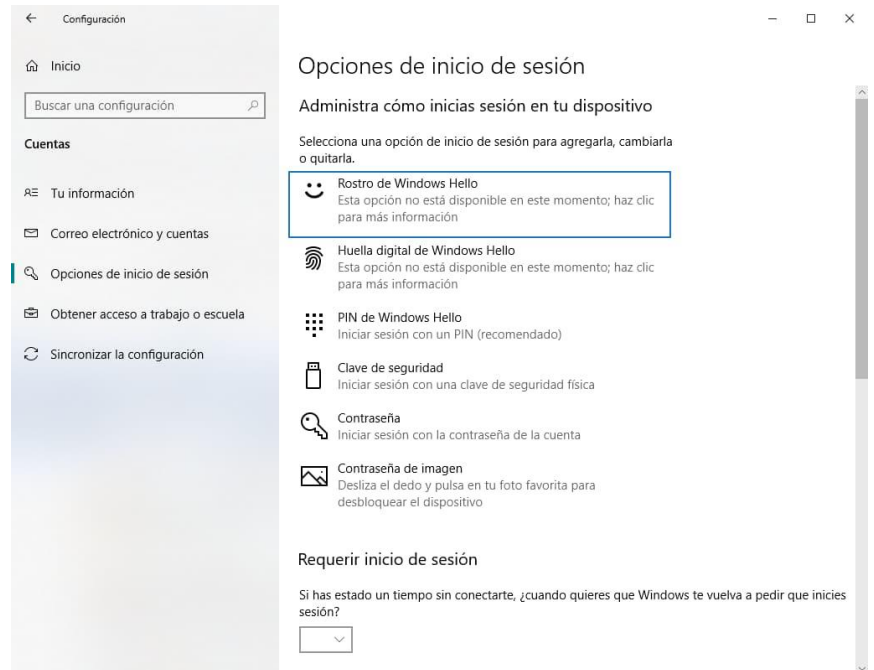 Configuración
Inicio
Buscar una configuración
Cuentas
Tu información
Correo electrónico y cuentas
Opciones de inicio de sesión
Obtener acceso a trabajo o escuela
Sincronizar la configuración
Opciones de inicio de sesión
Administra cómo inicias sesión en tu dispositivo
Selecciona una opción de inicio de sesión para agregarla, cambiarla
o quitarla.
Rostro de Windows Hello
Esta opción no está disponible en este momento; haz clic
para más información
Huella digital de Windows Hello
Esta opción no está disponible en este momento; haz clic
para más información
PIN de Windows Hello
Iniciar sesión con un PIN (recomendado)
Clave de seguridad
Iniciar sesión con una clave de seguridad física
Contraseña
Iniciar sesión con la contraseña de la cuenta
Contraseña de imagen
Desliza el dedo y pulsa en tu foto favorita para
desbloquear el dispositivo
Requerir inicio de sesión
Si has estado un tiempo sin conectarte, ¿cuando quieres que Windows te vuelva a pedir que inicies
sesión?